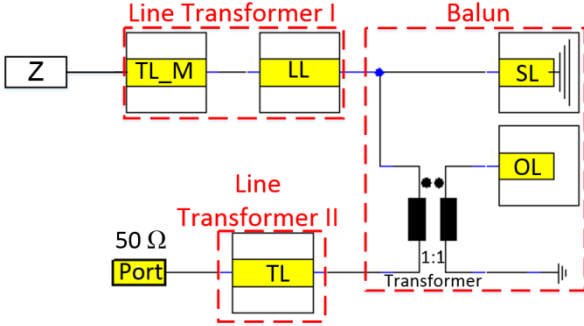 Line Transformer I
Balun
Z
TL_M
LL
SL
OL
Line
Transformer II
50 Ω
Port
TL
1:1
Transformer